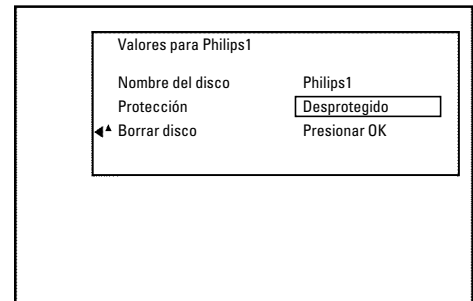 Valores para Philips1
Nombre del disco Philips1
Protección Desprotegido
Borrar disco Presionar OK